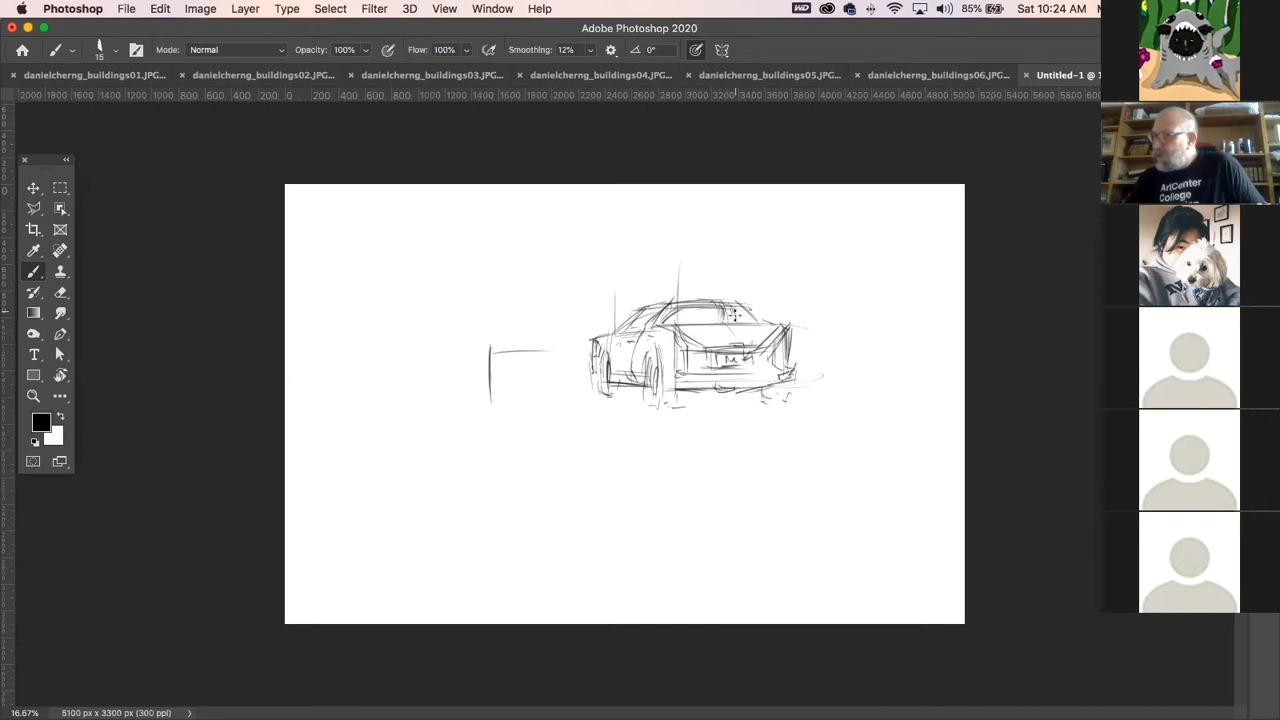 Photoshop File Edit Image Layer Type Select Filter 3D View Window Help 85% Sat 10:24 AM
Adobe Photoshop 2020
15 Mode: Normal Opacity: 100% Flow: 100% Smoothing: 12% 0°
danielcherng_buildings01.JPG... danielcherng_buildings02.JPG... danielcherng_buildings03.JPG... danielcherng_buildings04.JPG... danielcherng_buildings05.JPG... danielcherng_buildings06.JPG... Untitled-1 @ 1
ArtCenter
College
16.67% 5100 px x 3300 px (300 ppi)